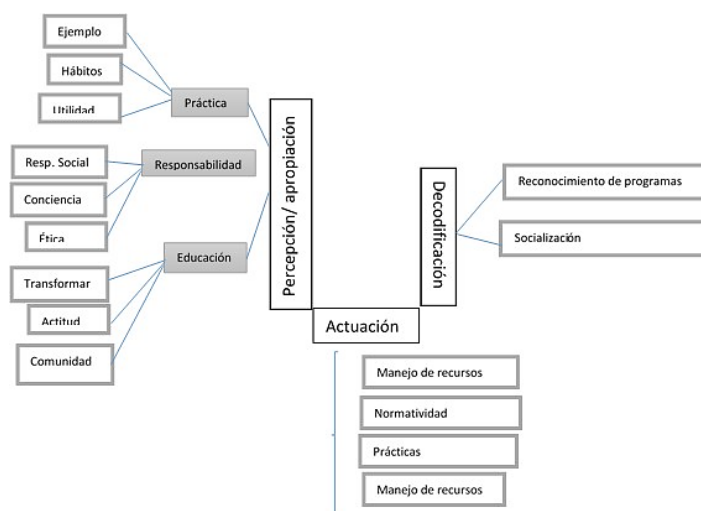 Ejemplo
Hábitos
Utilidad
Práctica
Resp. Social
Conciencia
Ética
Responsabilidad
Transformar
Actitud
Comunidad
Educación
Percepción/ apropiación
Actuación
Manejo de recursos
Normatividad
Prácticas
Manejo de recursos
Decodificación
Reconocimiento de programas
Socialización